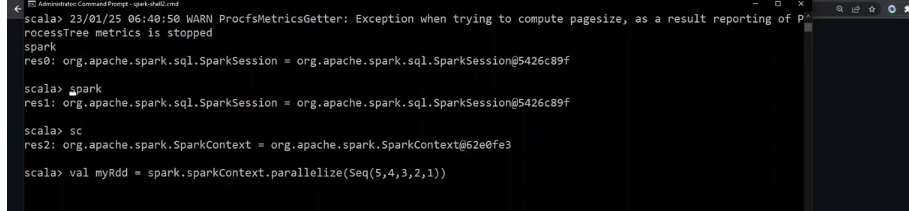 Administrator: Command Prompt - spark-shell2.cmd
scala> 23/01/25 06:40:50 WARN ProcfsMetricsGetter: Exception when trying to compute pagesize, as a result reporting of P
rocessTree metrics is stopped
spark
res0: org.apache.spark.sql.SparkSession = org.apache.spark.sql.SparkSession@5426c89f
scala> spark
res1: org.apache.spark.sql.SparkSession = org.apache.spark.sql.SparkSession@5426c89f
scala> sc
res2: org.apache.spark.SparkContext = org.apache.spark.SparkContext@62e0fe3
scala> val myRdd = spark.sparkContext.parallelize(Seq(5,4,3,2,1))